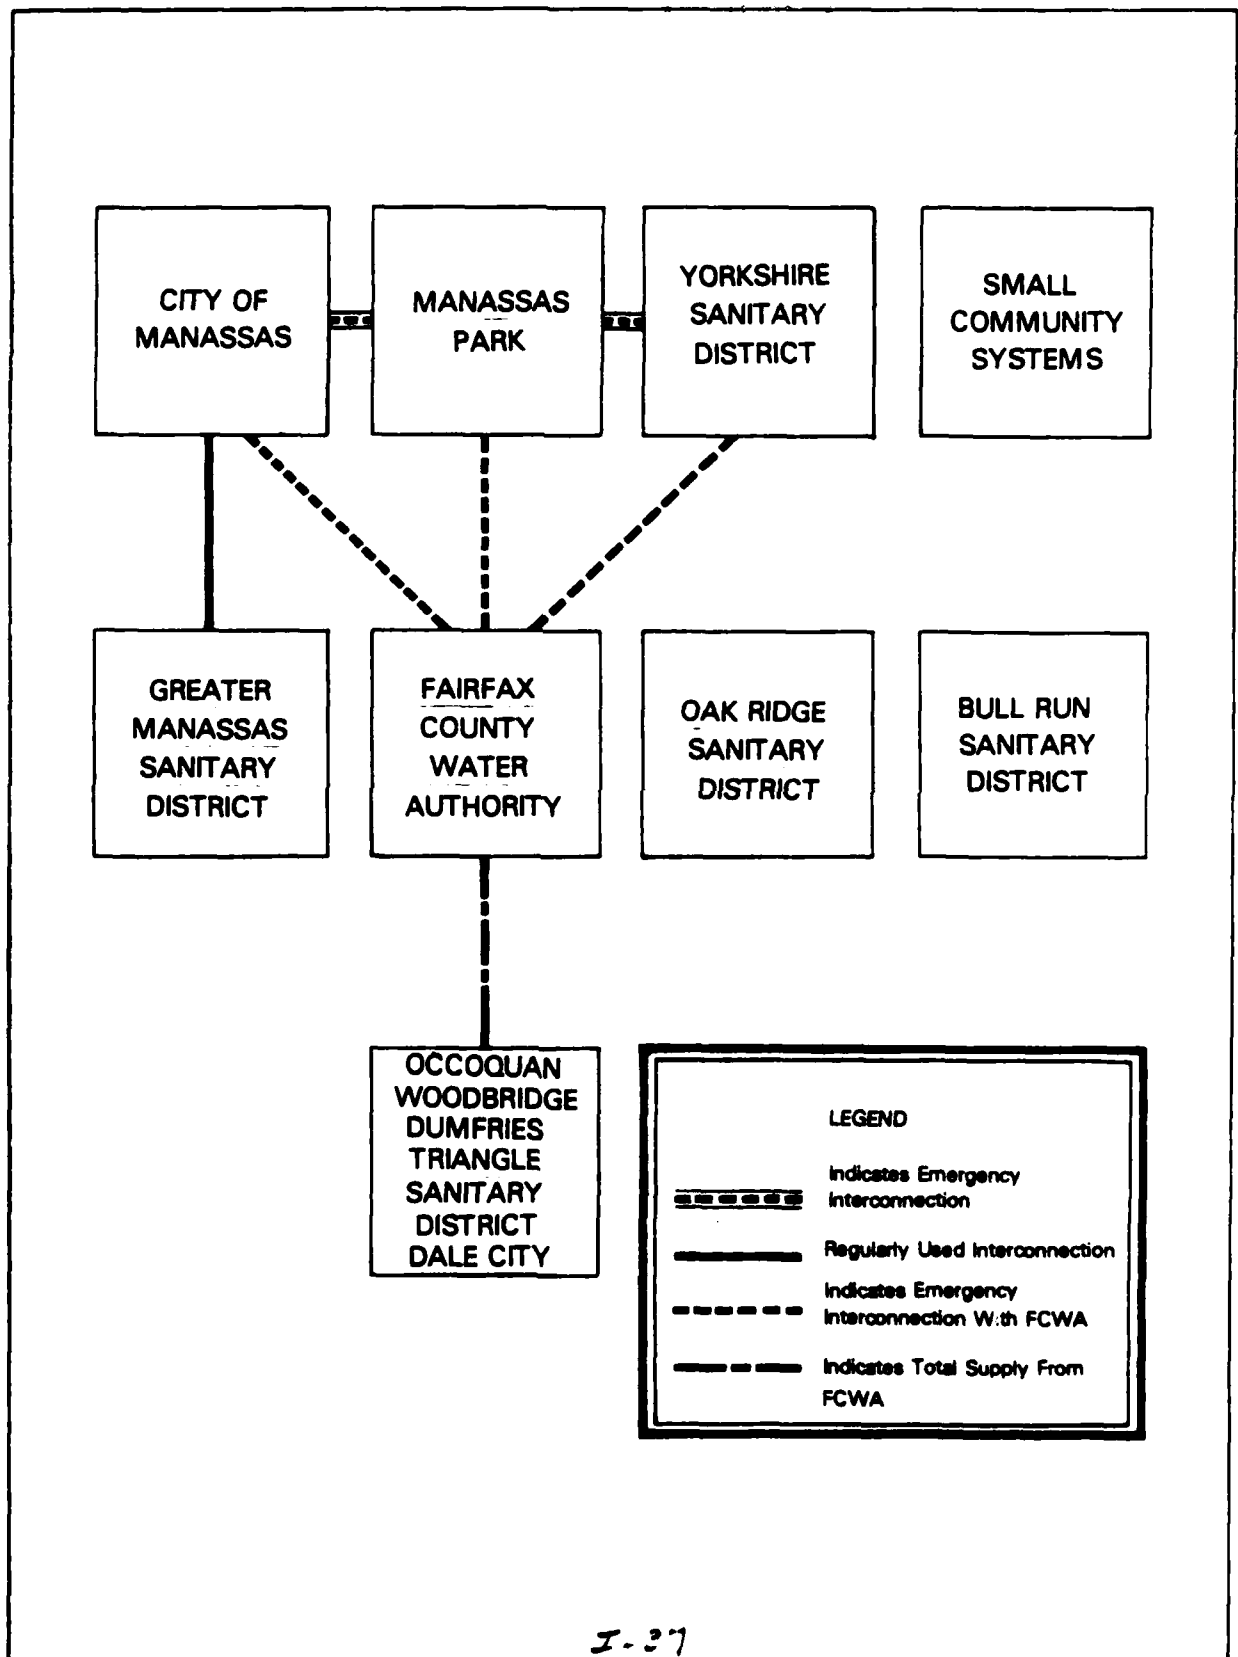 CITY OF
MANASSAS
MANASSAS
PARK
YORKSHIRE
SANITARY
DISTRICT
SMALL
COMMUNITY
SYSTEMS
GREATER
MANASSAS
SANITARY
DISTRICT
FAIRFAX
COUNTY
WATER
AUTHORITY
OAK RIDGE
SANITARY
DISTRICT
BULL RUN
SANITARY
DISTRICT
OCCOQUAN
WOODBRIDGE
DUMFRIES
TRIANGLE
SANITARY
DISTRICT
DALE CITY
LEGEND
Indicates Emergency
Interconnection
Regularly Used Interconnection
Indicates Emergency
Interconnection With FCWA
Indicates Total Supply From
FCWA
I-37